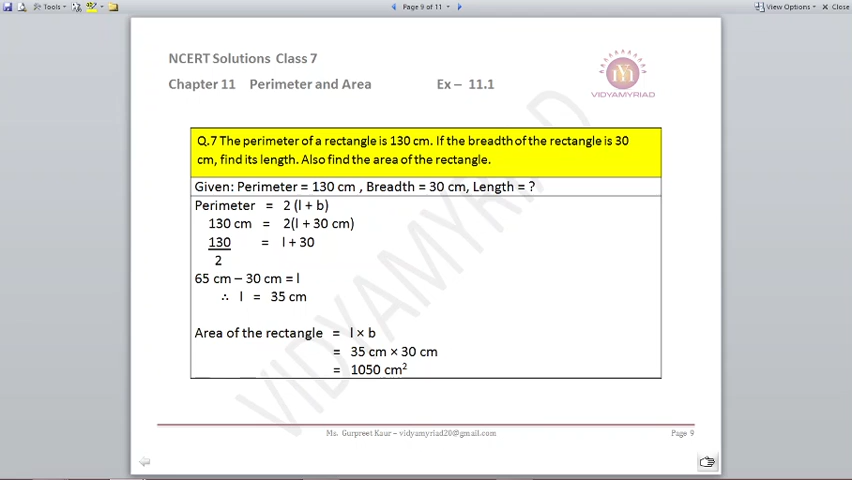 Tools
Page 9 of 11
View Options
Close
NCERT Solutions Class 7
Chapter 11 Perimeter and Area Ex – 11.1
VIDYAMYRIAD
Q.7 The perimeter of a rectangle is 130 cm. If the breadth of the rectangle is 30
cm, find its length. Also find the area of the rectangle.
Given: Perimeter = 130 cm , Breadth = 30 cm, Length = ?
Perimeter = 2 (l + b)
130 cm = 2(l + 30 cm)
130 = l + 30
2
65 cm – 30 cm = l
∴ l = 35 cm
Area of the rectangle = l × b
= 35 cm × 30 cm
= 1050 cm²
VIDYAMYRIAD
Ms. Gurpreet Kaur – vidyamyriad20@gmail.com
Page 9